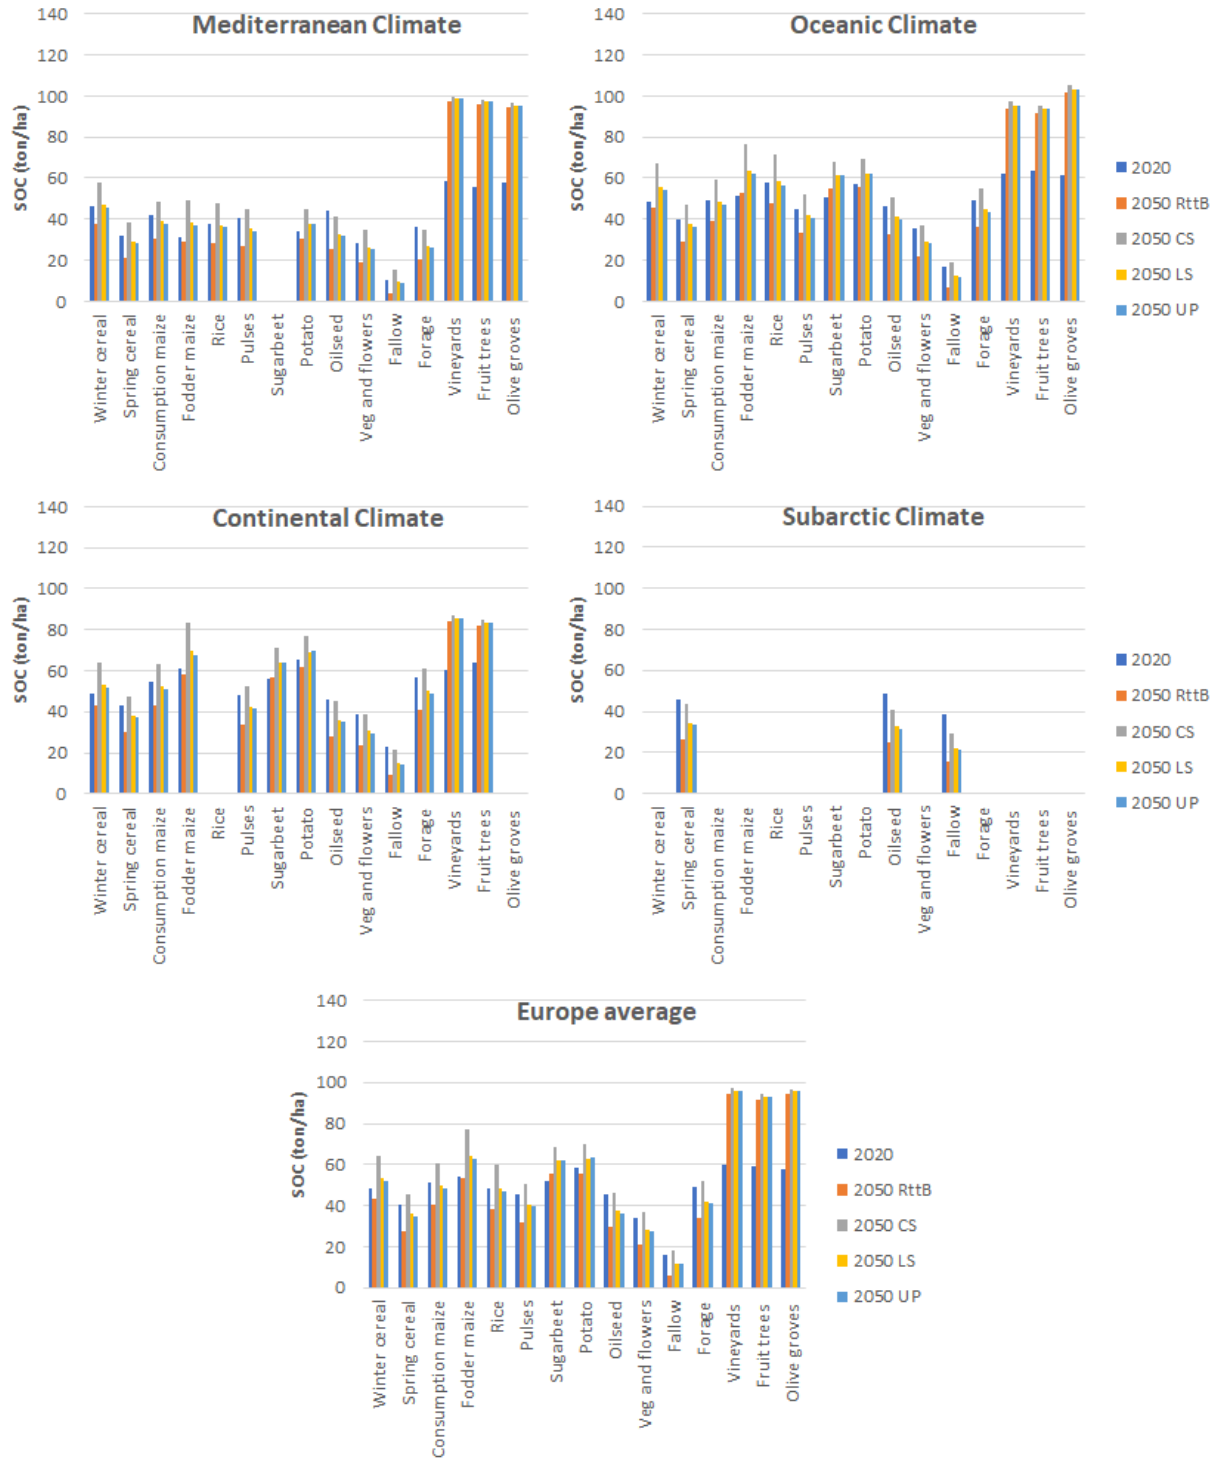 Mediterranean Climate
140
120
100
80
60
40
20
0
SOC (ton/ha)
Winter cereal
Spring cereal
Consumption maize
Fodder maize
Rice
Pulses
Sugarbeet
Potato
Oilseed
Veg and flowers
Fallow
Forage
Vineyards
Fruit trees
Olive groves
Oceanic Climate
140
120
100
80
60
40
20
0
SOC (ton/ha)
Winter cereal
Spring cereal
Consumption maize
Fodder maize
Rice
Pulses
Sugarbeet
Potato
Oilseed
Veg and flowers
Fallow
Forage
Vineyards
Fruit trees
Olive groves
2020
2050 RttB
2050 CS
2050 LS
2050 UP
Continental Climate
140
120
100
80
60
40
20
0
SOC (ton/ha)
Winter cereal
Spring cereal
Consumption maize
Fodder maize
Rice
Pulses
Sugarbeet
Potato
Oilseed
Veg and flowers
Fallow
Forage
Vineyards
Fruit trees
Olive groves
Subarctic Climate
140
120
100
80
60
40
20
0
SOC (ton/ha)
Winter cereal
Spring cereal
Consumption maize
Fodder maize
Rice
Pulses
Sugarbeet
Potato
Oilseed
Veg and flowers
Fallow
Forage
Vineyards
Fruit trees
Olive groves
2020
2050 RttB
2050 CS
2050 LS
2050 UP
Europe average
140
120
100
80
60
40
20
0
SOC (ton/ha)
Winter cereal
Spring cereal
Consumption maize
Fodder maize
Rice
Pulses
Sugarbeet
Potato
Oilseed
Veg and flowers
Fallow
Forage
Vineyards
Fruit trees
Olive groves
2020
2050 RttB
2050 CS
2050 LS
2050 UP